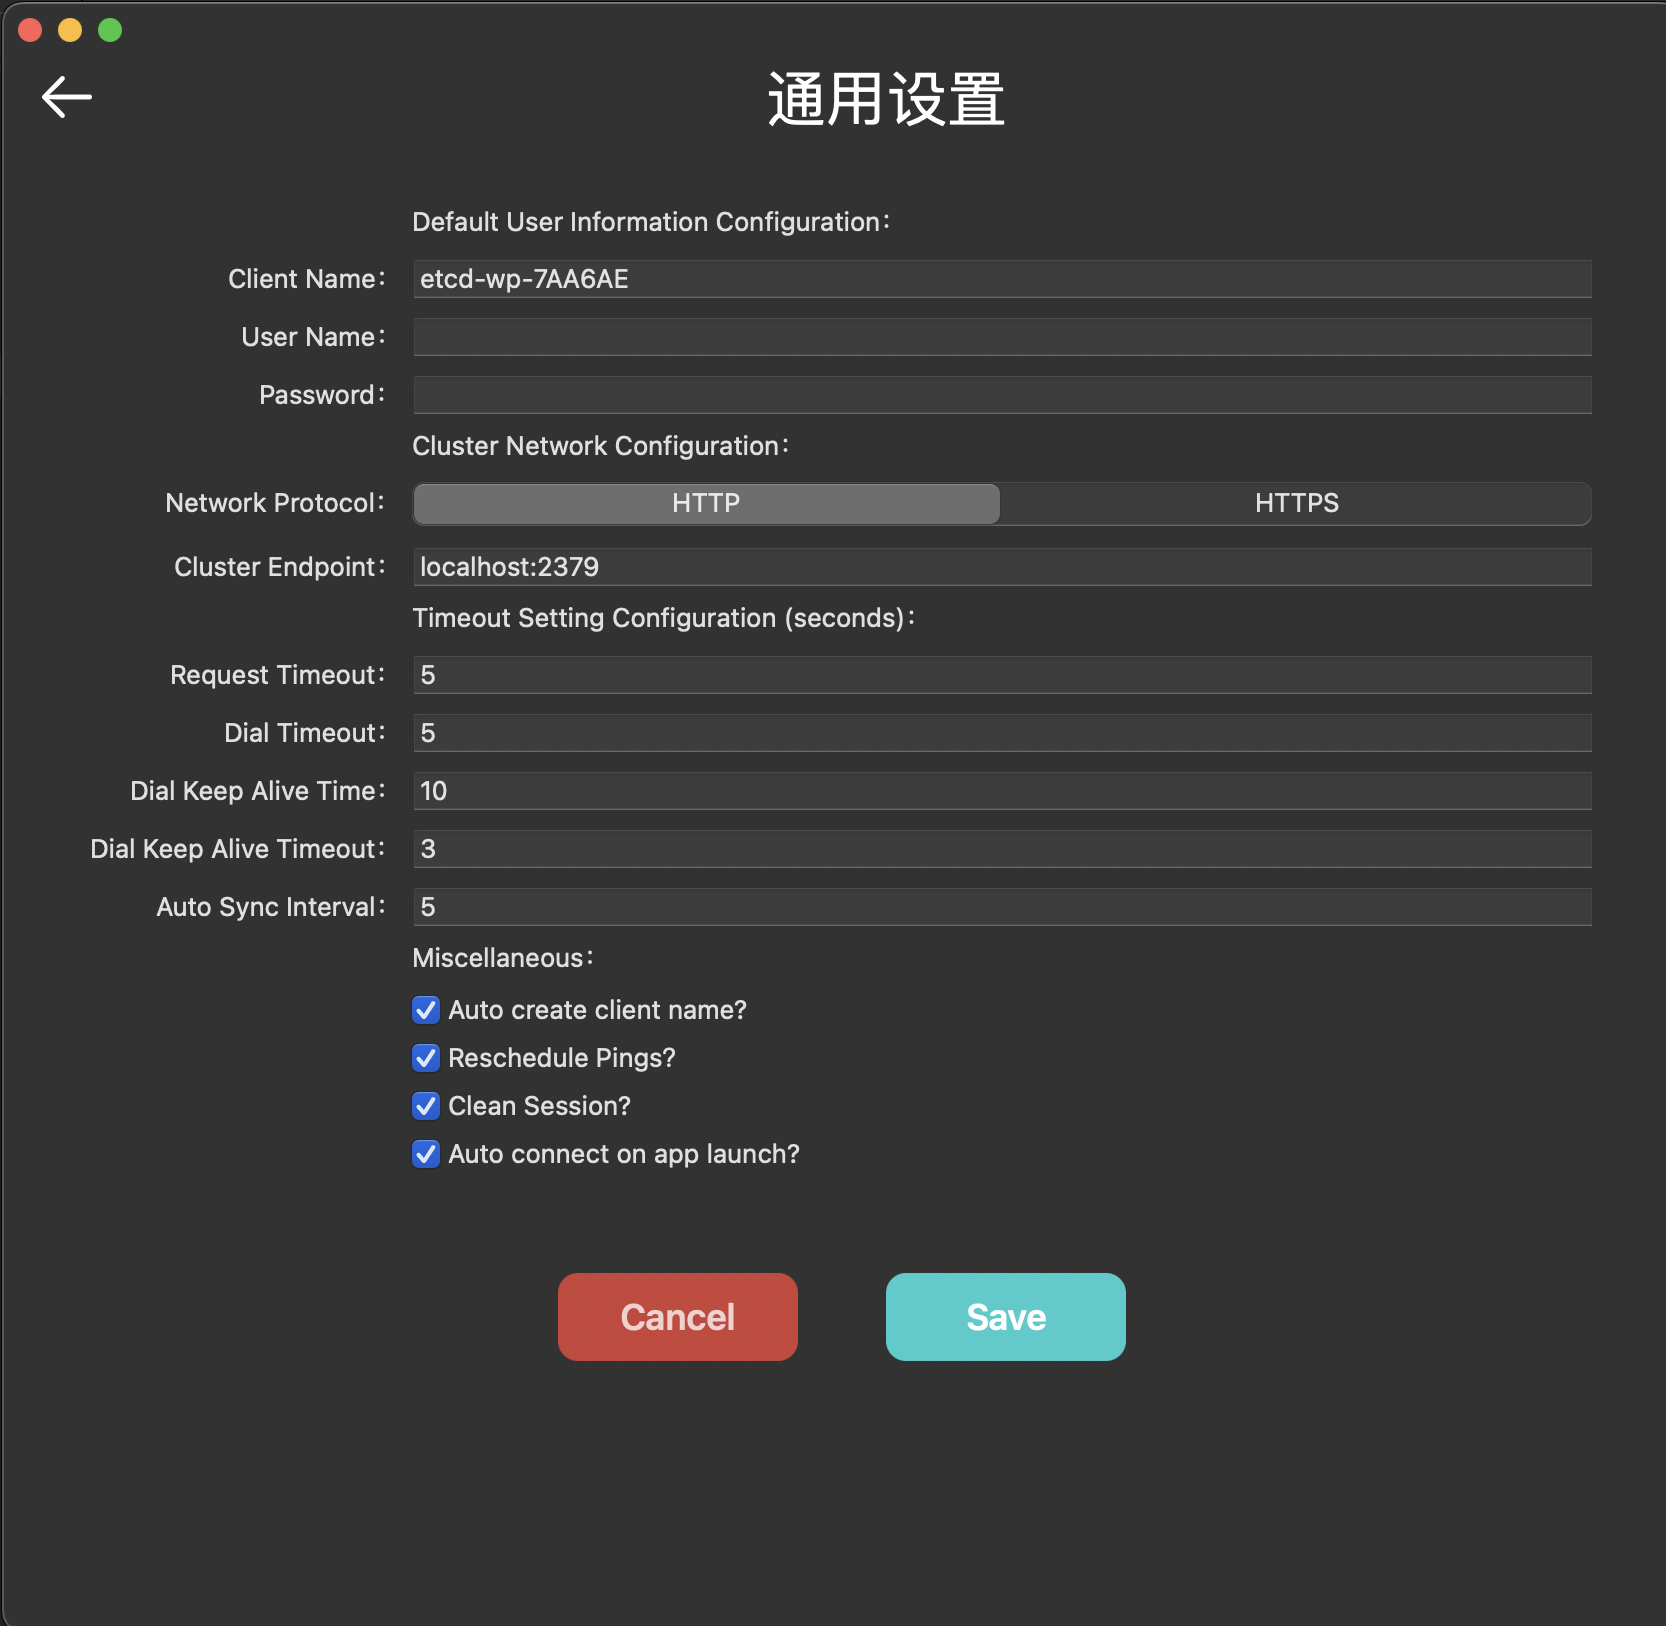 通用设置
Default User Information Configuration：
Client Name： etcd-wp-7AA6AE
User Name：
Password：
Cluster Network Configuration：
Network Protocol： HTTP HTTPS
Cluster Endpoint： localhost:2379
Timeout Setting Configuration (seconds)：
Request Timeout： 5
Dial Timeout： 5
Dial Keep Alive Time： 10
Dial Keep Alive Timeout： 3
Auto Sync Interval： 5
Miscellaneous：
Auto create client name?
Reschedule Pings?
Clean Session?
Auto connect on app launch?
Cancel Save